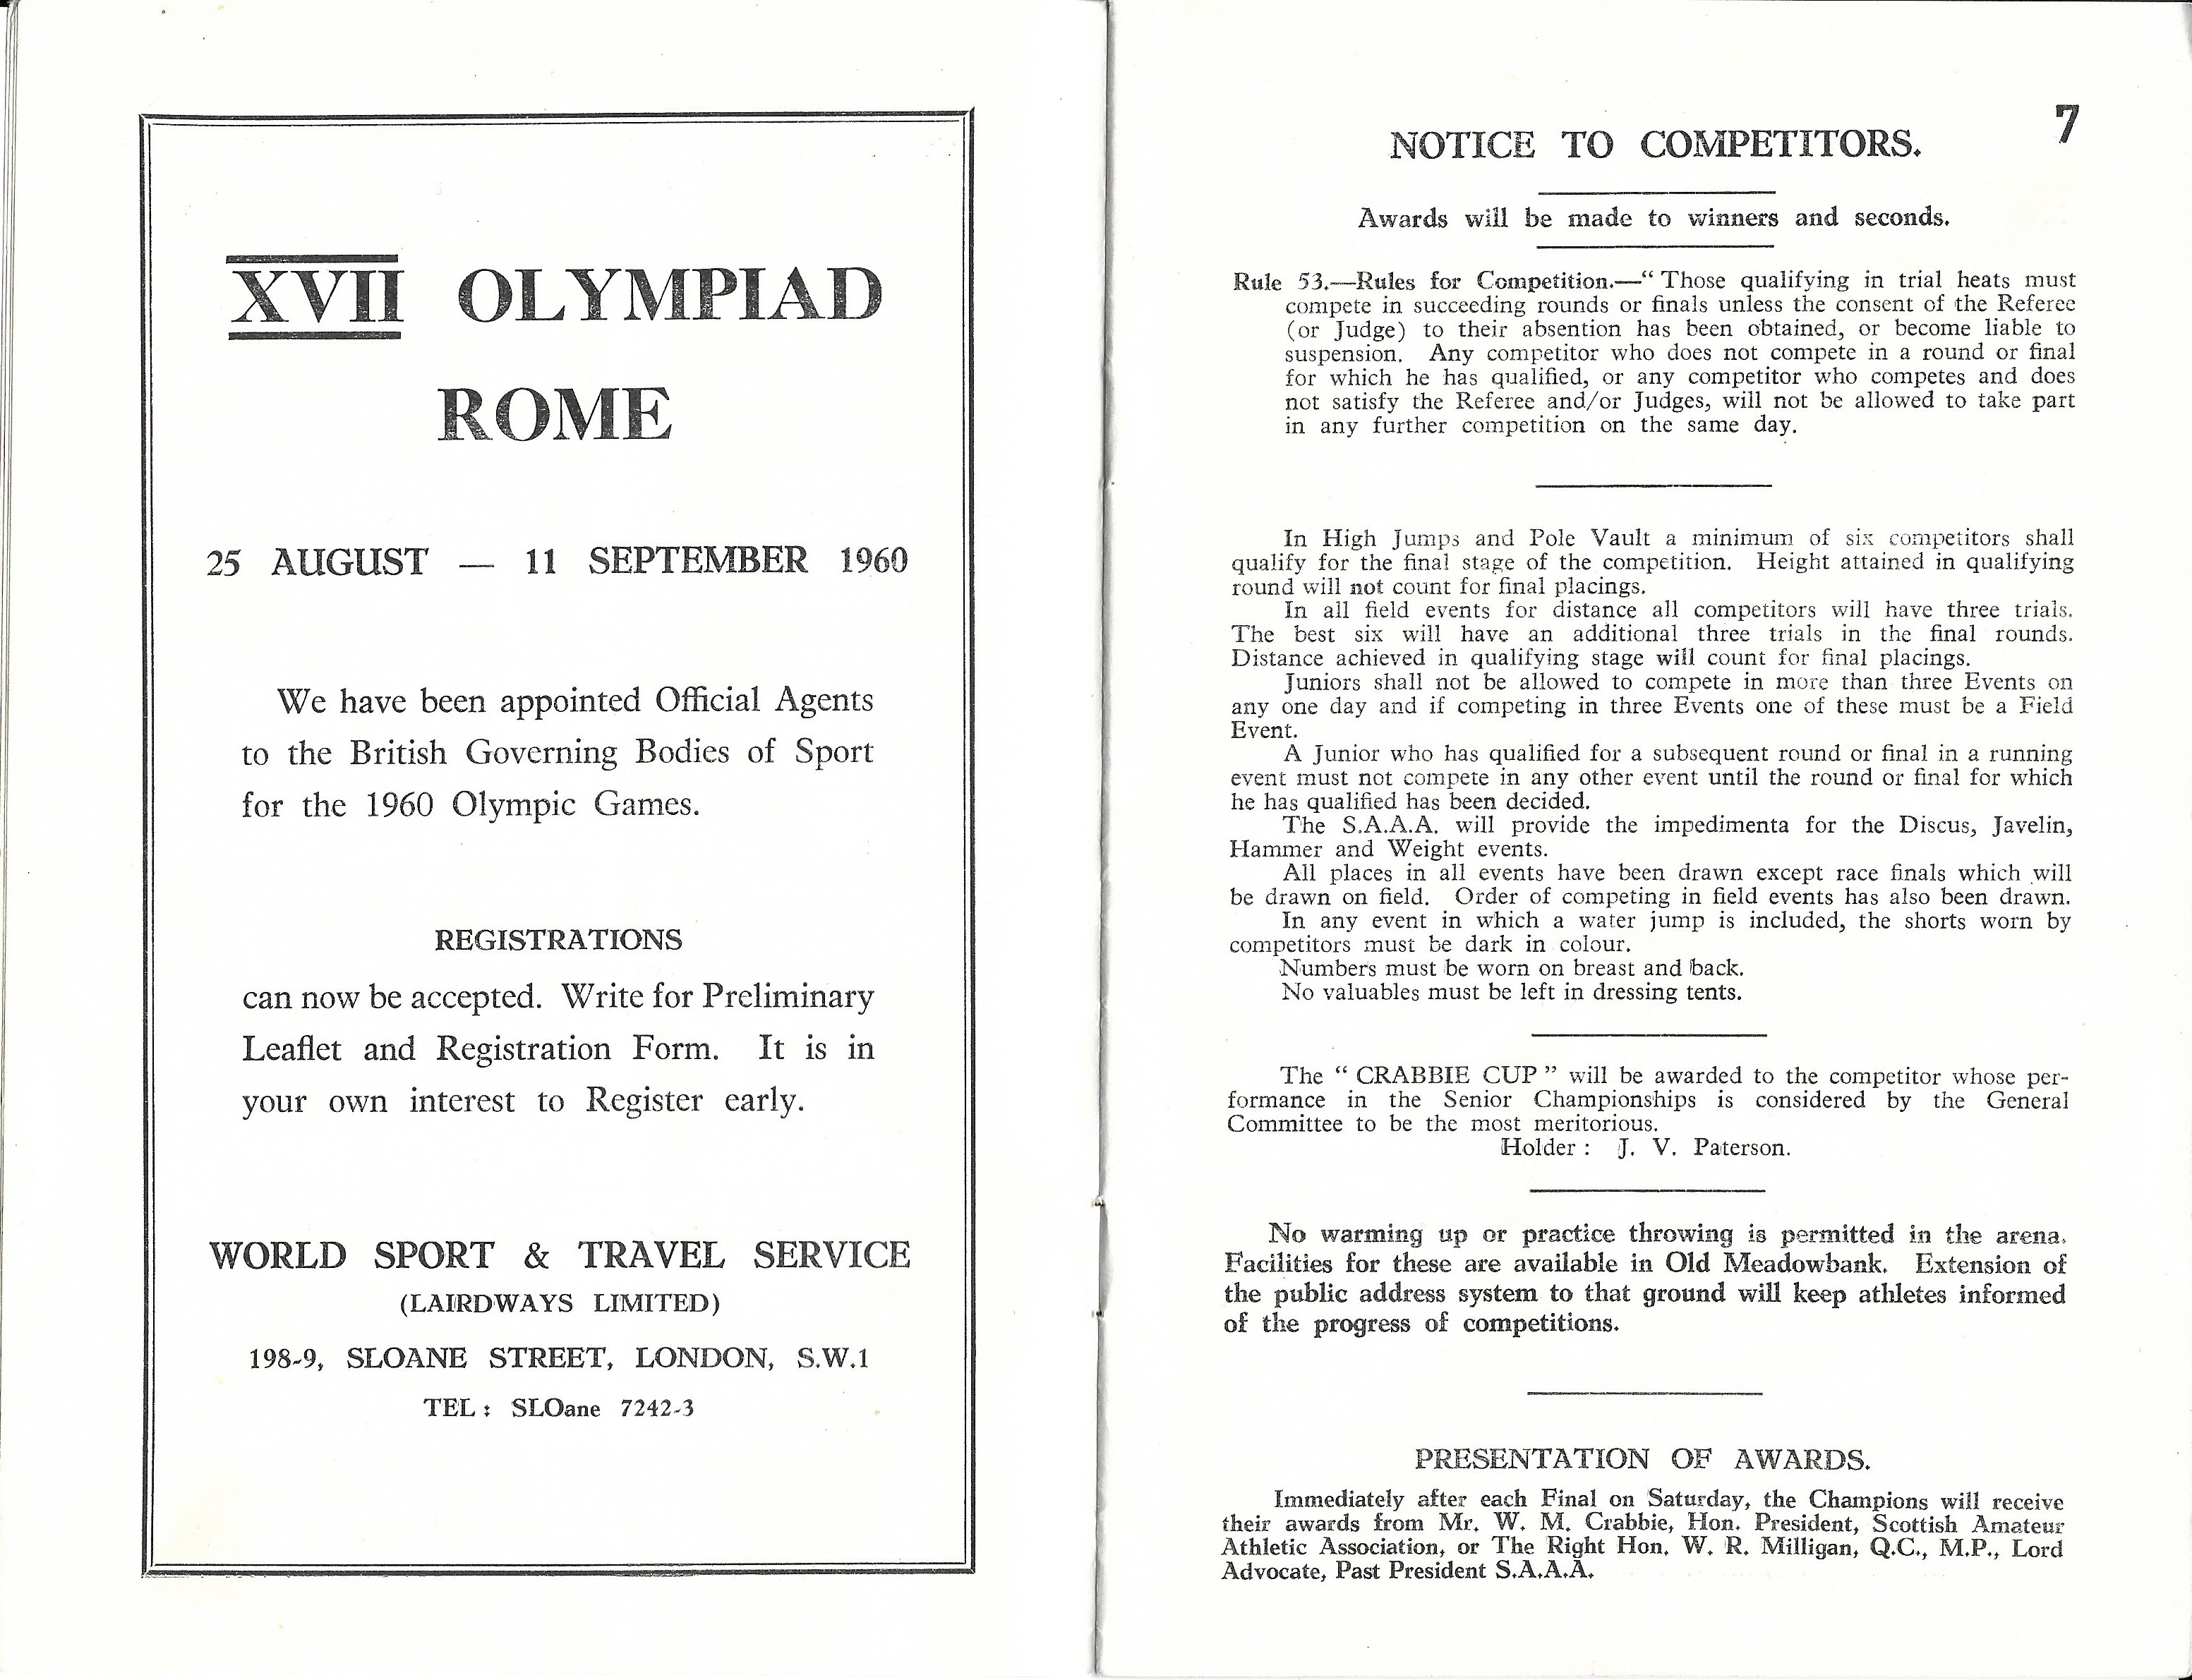 XVII OLYMPIAD
ROME
25 AUGUST — 11 SEPTEMBER 1960
We have been appointed Official Agents
to the British Governing Bodies of Sport
for the 1960 Olympic Games.
REGISTRATIONS
can now be accepted. Write for Preliminary
Leaflet and Registration Form. It is in
your own interest to Register early.
WORLD SPORT & TRAVEL SERVICE
(LAIRDWAYS LIMITED)
198-9, SLOANE STREET, LONDON, S.W.1
TEL : SLOane 7242-3
7
NOTICE TO COMPETITORS.
Awards will be made to winners and seconds.
Rule 53.—Rules for Competition.—“ Those qualifying in trial heats must
compete in succeeding rounds or finals unless the consent of the Referee
(or Judge) to their absention has been obtained, or become liable to
suspension. Any competitor who does not compete in a round or final
for which he has qualified, or any competitor who competes and does
not satisfy the Referee and/or Judges, will not be allowed to take part
in any further competition on the same day.
In High Jumps and Pole Vault a minimum of six competitors shall
qualify for the final stage of the competition. Height attained in qualifying
round will not count for final placings.
In all field events for distance all competitors will have three trials.
The best six will have an additional three trials in the final rounds.
Distance achieved in qualifying stage will count for final placings.
Juniors shall not be allowed to compete in more than three Events on
any one day and if competing in three Events one of these must be a Field
Event.
A Junior who has qualified for a subsequent round or final in a running
event must not compete in any other event until the round or final for which
he has qualified has been decided.
The S.A.A.A. will provide the impedimenta for the Discus, Javelin,
Hammer and Weight events.
All places in all events have been drawn except race finals which will
be drawn on field. Order of competing in field events has also been drawn.
In any event in which a water jump is included, the shorts worn by
competitors must be dark in colour.
Numbers must be worn on breast and back.
No valuables must be left in dressing tents.
The “ CRABBIE CUP ” will be awarded to the competitor whose per-
formance in the Senior Championships is considered by the General
Committee to be the most meritorious.
Holder : J. V. Paterson.
No warming up or practice throwing is permitted in the arena.
Facilities for these are available in Old Meadowbank. Extension of
the public address system to that ground will keep athletes informed
of the progress of competitions.
PRESENTATION OF AWARDS.
Immediately after each Final on Saturday, the Champions will receive
their awards from Mr. W. M. Crabbie, Hon. President, Scottish Amateur
Athletic Association, or The Right Hon. W. R. Milligan, Q.C., M.P., Lord
Advocate, Past President S.A.A.A.